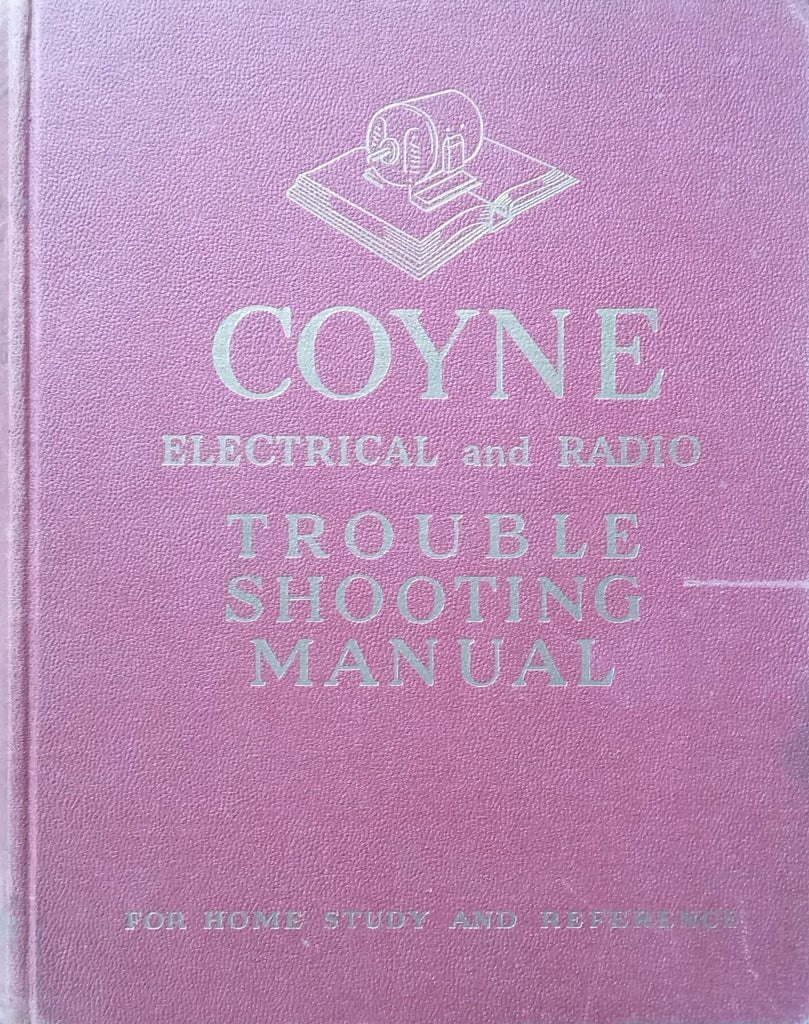 COYNE
ELECTRICAL and RADIO
TROUBLE
SHOOTING
MANUAL
FOR HOME STUDY AND REFERENCE